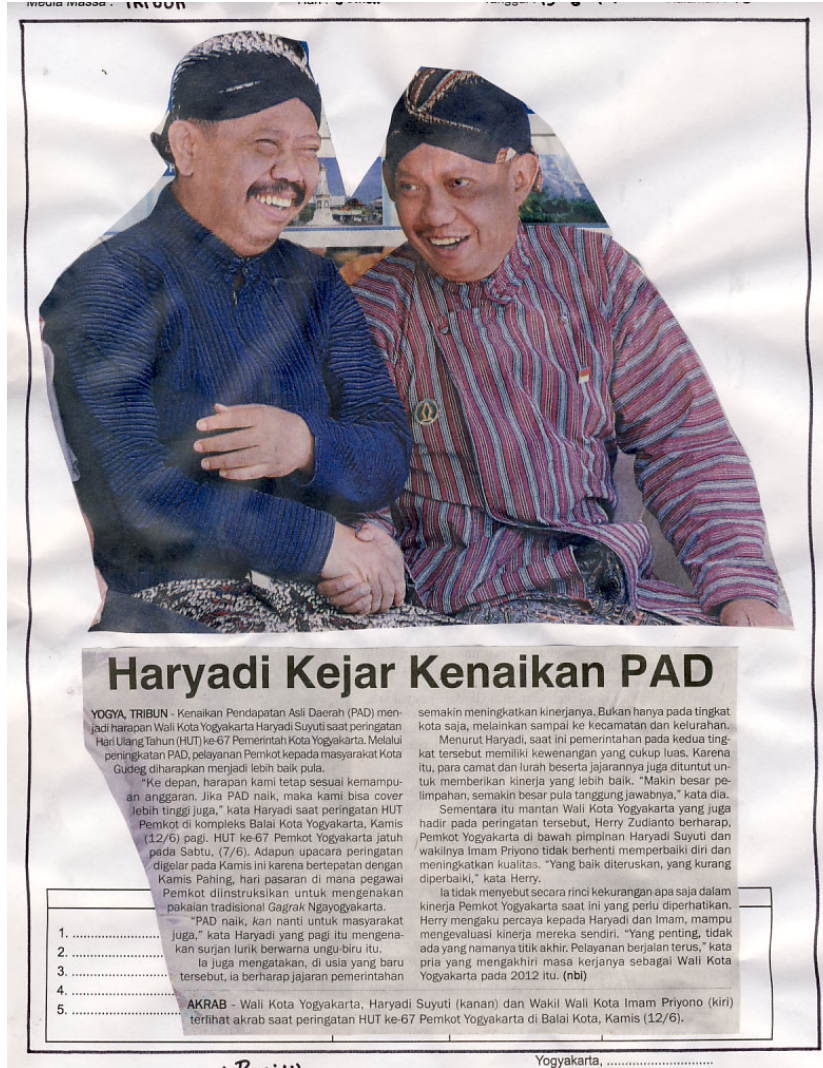 Media Massa : TRIBUN
Haryadi Kejar Kenaikan PAD
YOGYA, TRIBUN - Kenaikan Pendapatan Asli Daerah (PAD) men-
jadi harapan Wali Kota Yogyakarta Haryadi Suyuti saat peringatan
Hari Ulang Tahun (HUT) ke-67 Pemerintah Kota Yogyakarta. Melalui
peningkatan PAD, pelayanan Pemkot kepada masyarakat Kota
Gudeg diharapkan menjadi lebih baik pula.
"Ke depan, harapan kami tetap sesuai kemampu-
an anggaran. Jika PAD naik, maka kami bisa cover
lebih tinggi juga," kata Haryadi saat peringatan HUT
Pemkot di kompleks Balai Kota Yogyakarta, Kamis
(12/6) pagi. HUT ke-67 Pemkot Yogyakarta jatuh
pada Sabtu, (7/6). Adapun upacara peringatan
digelar pada Kamis ini karena bertepatan dengan
Kamis Pahing, hari pasaran di mana pegawai
Pemkot diinstruksikan untuk mengenakan
pakaian tradisional Gagrak Ngayogyakarta.
"PAD naik, kan nanti untuk masyarakat
juga," kata Haryadi yang pagi itu mengena-
kan surjan lurik berwarna ungu-biru itu.
Ia juga mengatakan, di usia yang baru
tersebut, ia berharap jajaran pemerintahan
semakin meningkatkan kinerjanya. Bukan hanya pada tingkat
kota saja, melainkan sampai ke kecamatan dan kelurahan.
Menurut Haryadi, saat ini pemerintahan pada kedua ting-
kat tersebut memiliki kewenangan yang cukup luas. Karena
itu, para camat dan lurah beserta jajarannya juga dituntut un-
tuk memberikan kinerja yang lebih baik. "Makin besar pe-
limpahan, semakin besar pula tanggung jawabnya," kata dia.
Sementara itu mantan Wali Kota Yogyakarta yang juga
hadir pada peringatan tersebut, Herry Zudianto berharap,
Pemkot Yogyakarta di bawah pimpinan Haryadi Suyuti dan
wakilnya Imam Priyono tidak berhenti memperbaiki diri dan
meningkatkan kualitas. "Yang baik diteruskan, yang kurang
diperbaiki," kata Herry.
Ia tidak menyebut secara rinci kekurangan apa saja dalam
kinerja Pemkot Yogyakarta saat ini yang perlu diperhatikan.
Herry mengaku percaya kepada Haryadi dan Imam, mampu
mengevaluasi kinerja mereka sendiri. "Yang penting, tidak
ada yang namanya titik akhir. Pelayanan berjalan terus," kata
pria yang mengakhiri masa kerjanya sebagai Wali Kota
Yogyakarta pada 2012 itu. (nbi)
AKRAB - Wali Kota Yogyakarta, Haryadi Suyuti (kanan) dan Wakil Wali Kota Imam Priyono (kiri)
terlihat akrab saat peringatan HUT ke-67 Pemkot Yogyakarta di Balai Kota, Kamis (12/6).
1. ........................
2. ........................
3. ........................
4. ........................
5. ........................
Yogyakarta, ............................